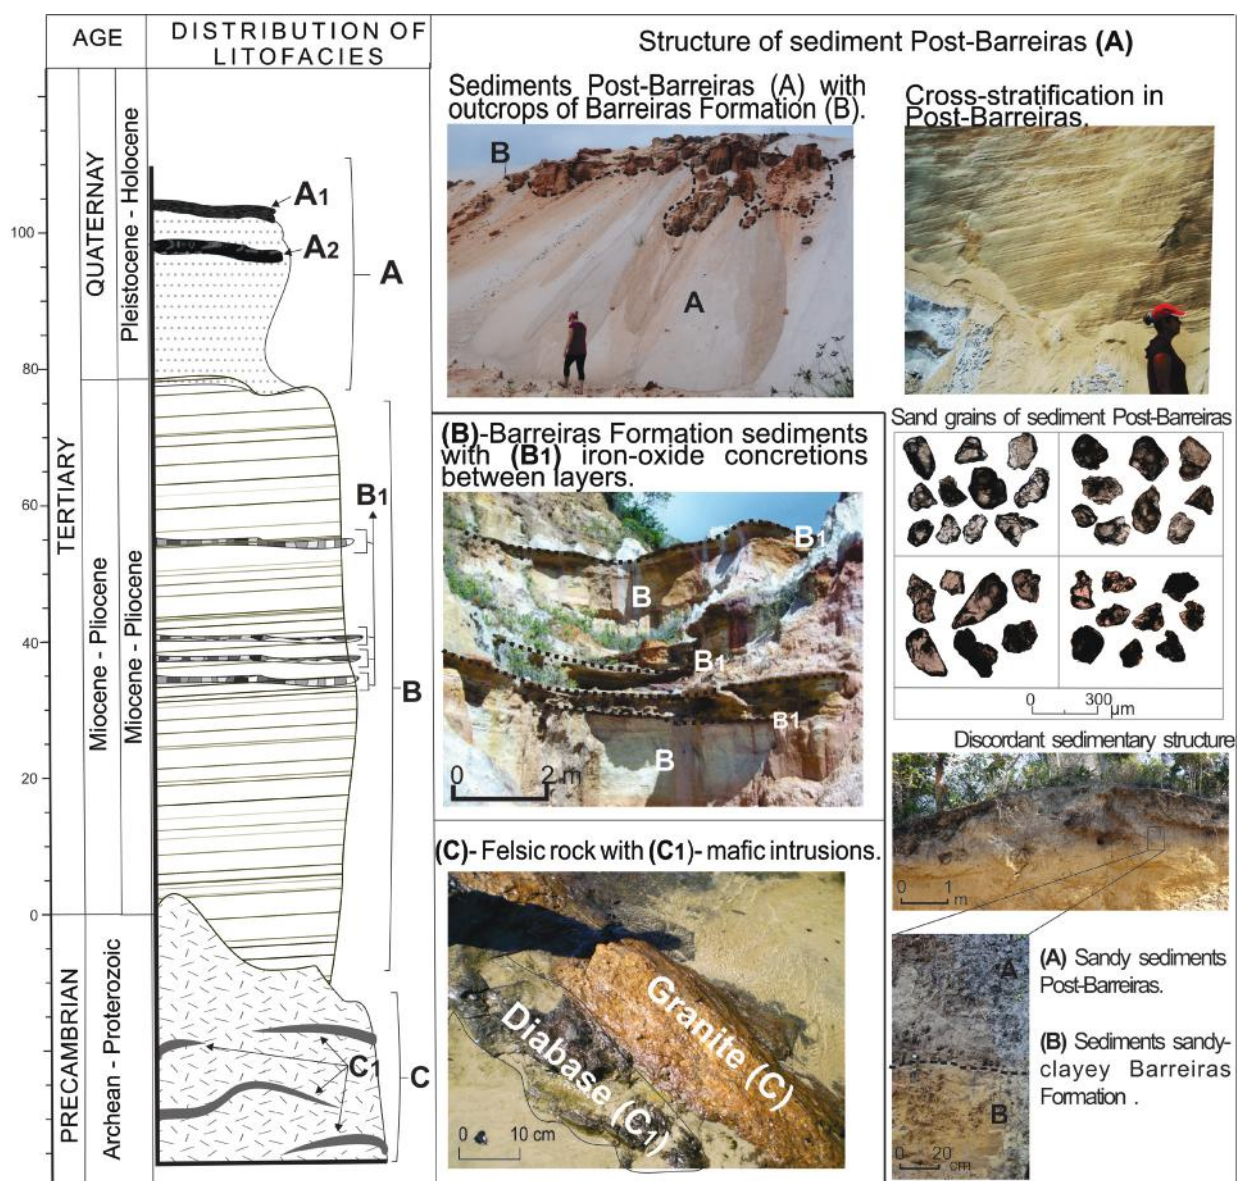 AGE
DISTRIBUTION OF
LITOFACIES
QUATERNAY
Pleistocene - Holocene
TERTIARY
Miocene - Pliocene
Miocene - Pliocene
PRECAMBRIAN
Archean - Proterozoic
100
80
60
40
20
0
A1
A2
A
B1
B
C1
C
Structure of sediment Post-Barreiras (A)
Sediments Post-Barreiras (A) with
outcrops of Barreiras Formation (B).
B
A
Cross-stratification in
Post-Barreiras.
(B)-Barreiras Formation sediments
with (B1) iron-oxide concretions
between layers.
B1
B
B1
B1
B
0 2 m
(C)- Felsic rock with (C1)- mafic intrusions.
Granite (C)
Diabase (C1)
0 10 cm
Sand grains of sediment Post-Barreiras
0 300 µm
Discordant sedimentary structure
0 1
m
A
B
0 20
cm
(A) Sandy sediments
Post-Barreiras.
(B) Sediments sandy-
clayey Barreiras
Formation .